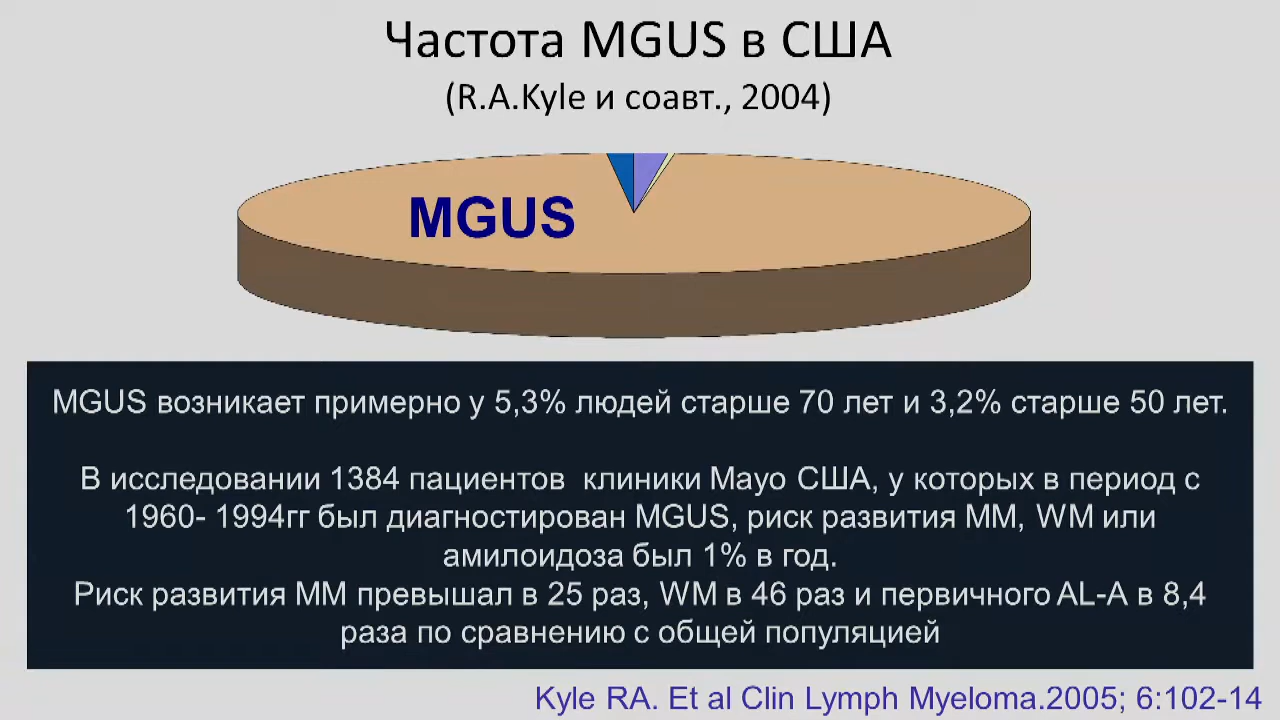 Частота MGUS в США
(R.A.Kyle и соавт., 2004)
MGUS
MGUS возникает примерно у 5,3% людей старше 70 лет и 3,2% старше 50 лет.
В исследовании 1384 пациентов клиники Мауо США, у которых в период с
1960- 1994гг был диагностирован MGUS, риск развития ММ, WM или
амилоидоза был 1% в год.
Риск развития ММ превышал в 25 раз, WM в 46 раз и первичного AL-A в 8,4
раза по сравнению с общей популяцией
Kyle RA. Et al Clin Lymph Myeloma.2005; 6:102-14